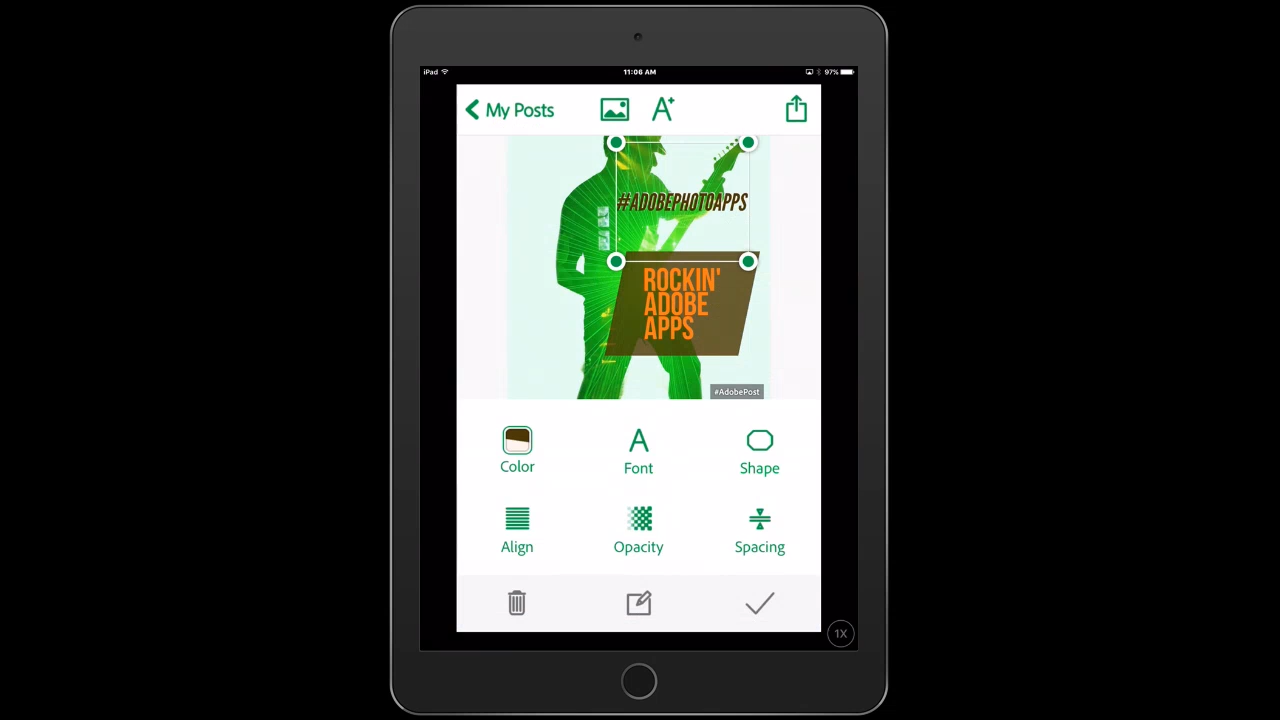 iPad
11:06 AM
97%
My Posts
#ADOBEPHOTOAPPS
ROCKIN'
ADOBE
APPS
#AdobePost
Color
Font
Shape
Align
Opacity
Spacing
1X